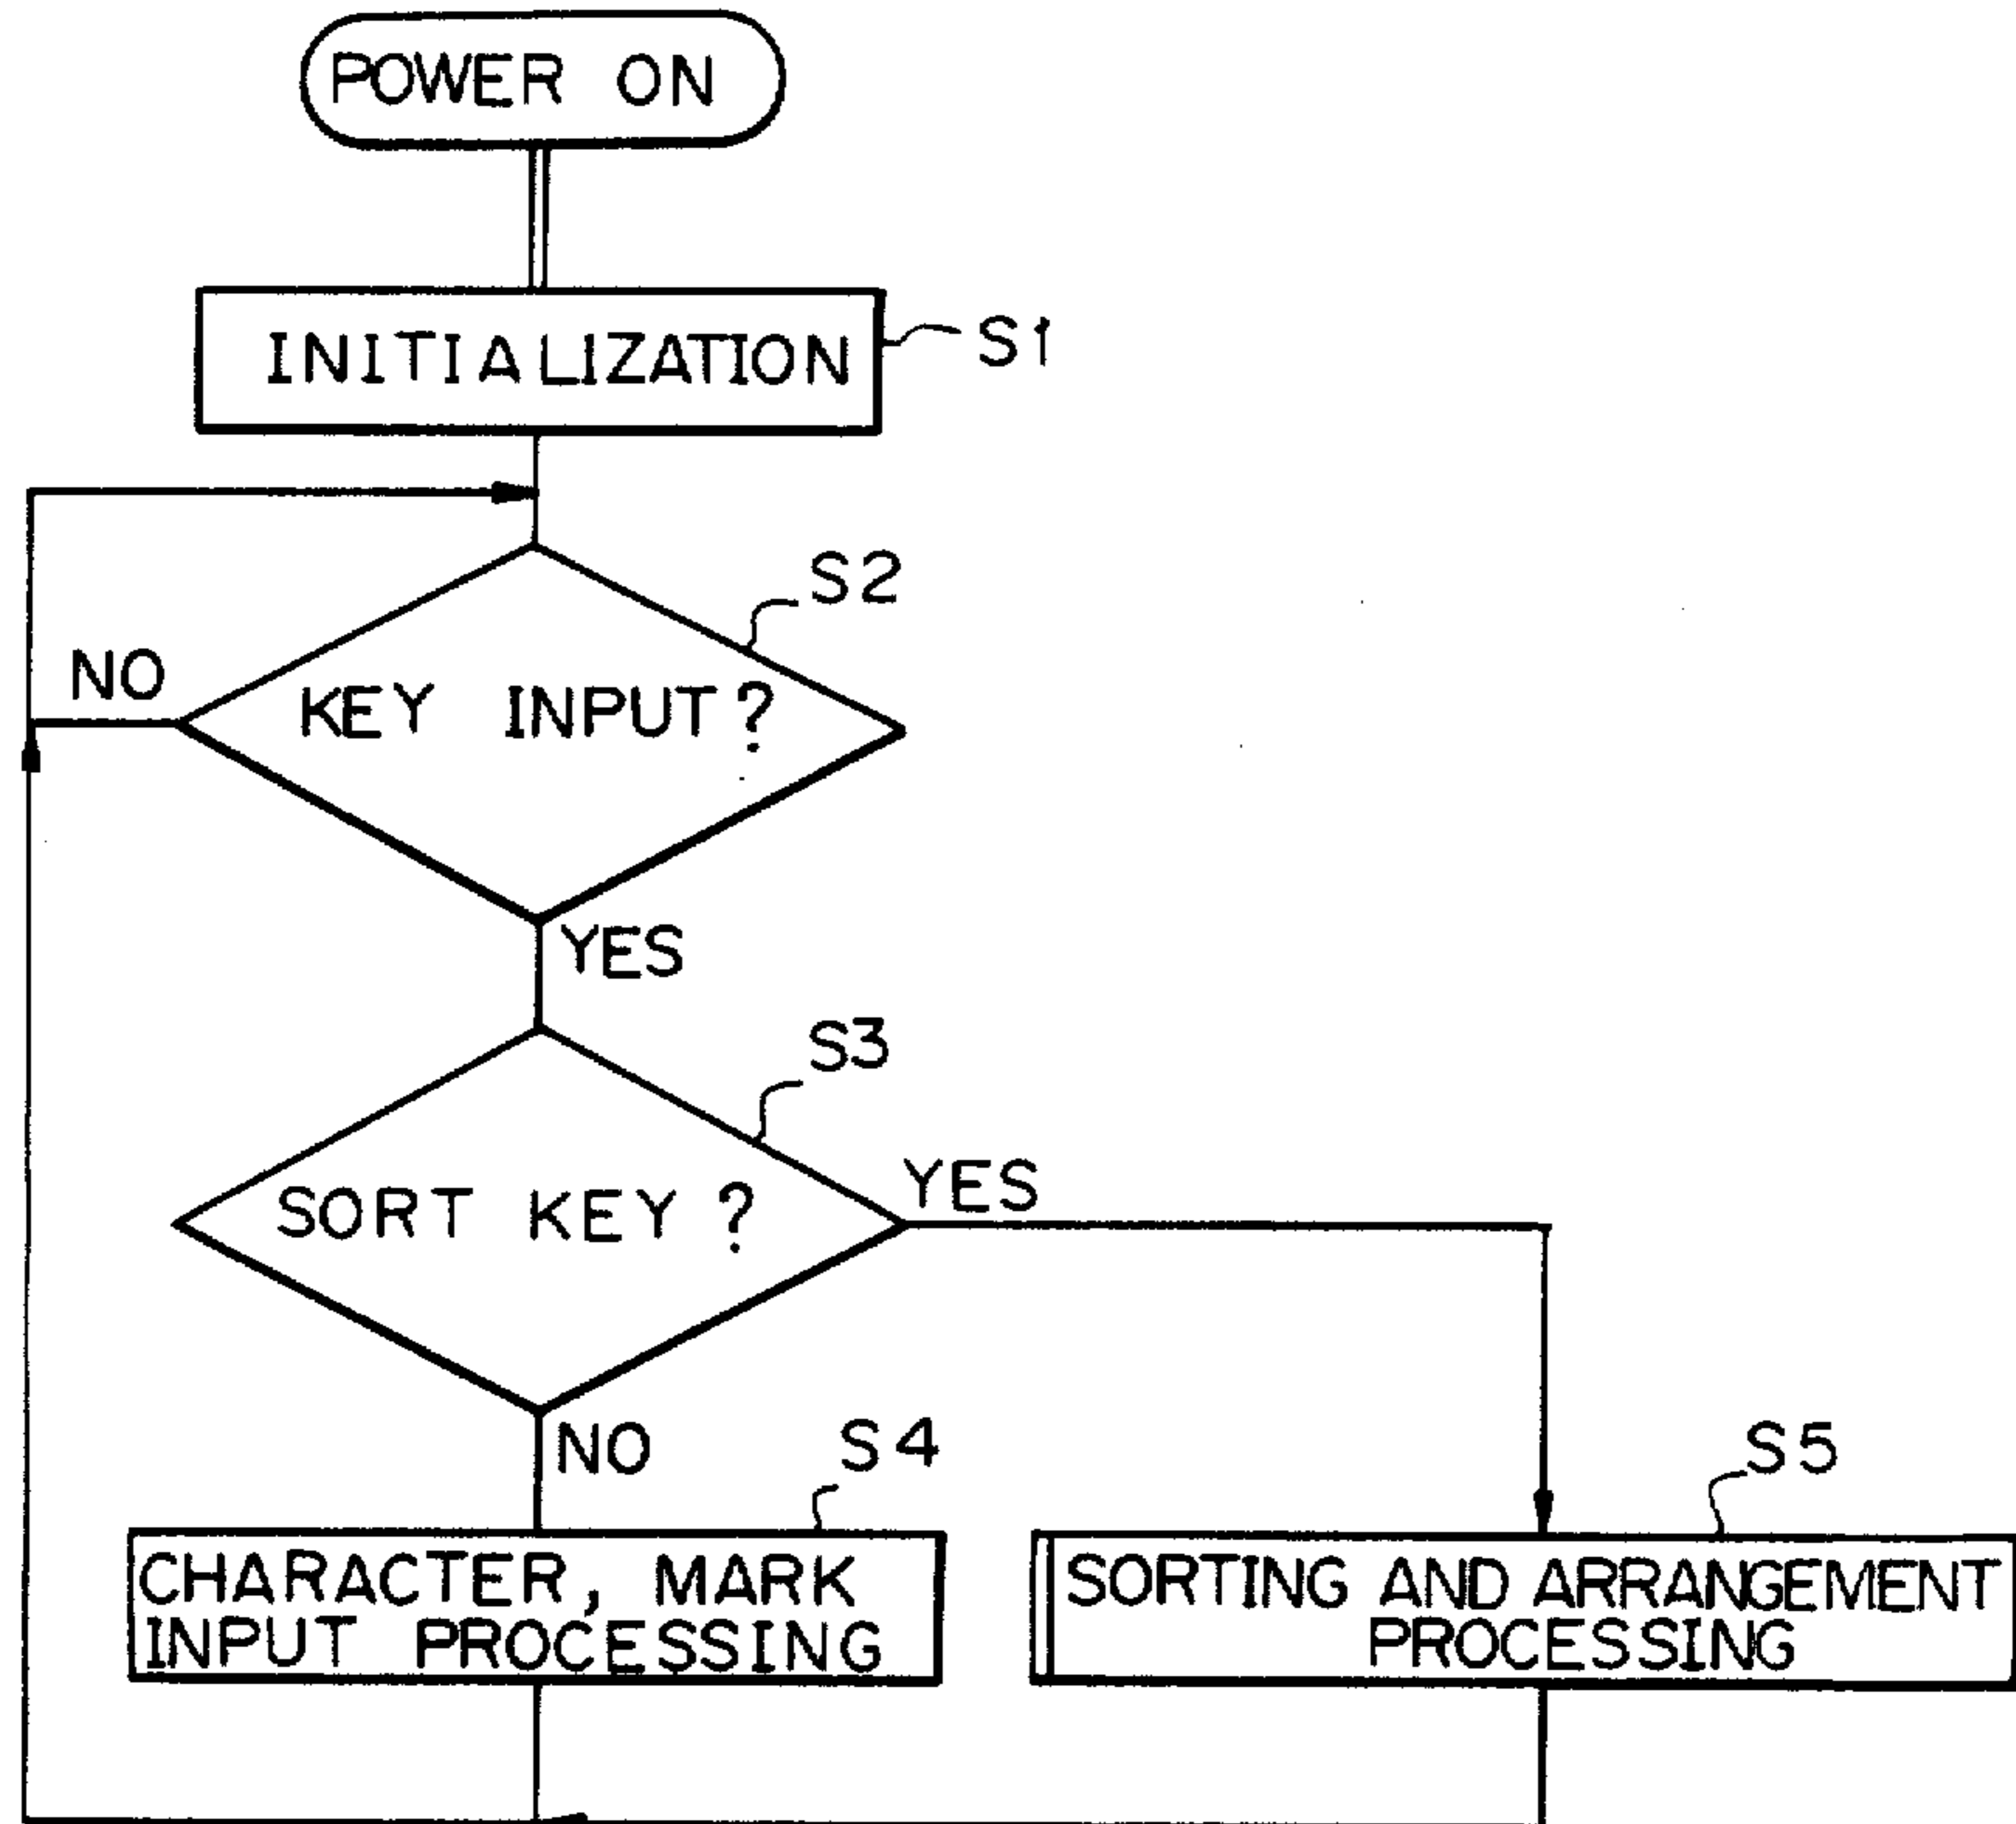 POWER ON
INITIALIZATION
S1
S2
NO
KEY INPUT?
YES
S3
SORT KEY?
YES
NO
S4
S5
CHARACTER, MARK
INPUT PROCESSING
SORTING AND ARRANGEMENT
PROCESSING